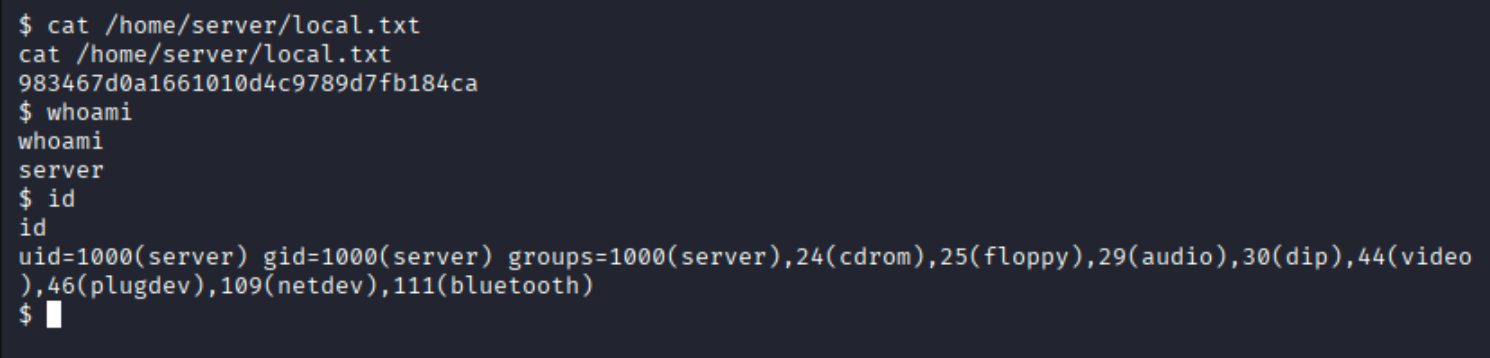 $ cat /home/server/local.txt
cat /home/server/local.txt
983467d0a1661010d4c9789d7fb184ca
$ whoami
whoami
server
$ id
id
uid=1000(server) gid=1000(server) groups=1000(server),24(cdrom),25(floppy),29(audio),30(dip),44(video
),46(plugdev),109(netdev),111(bluetooth)
$